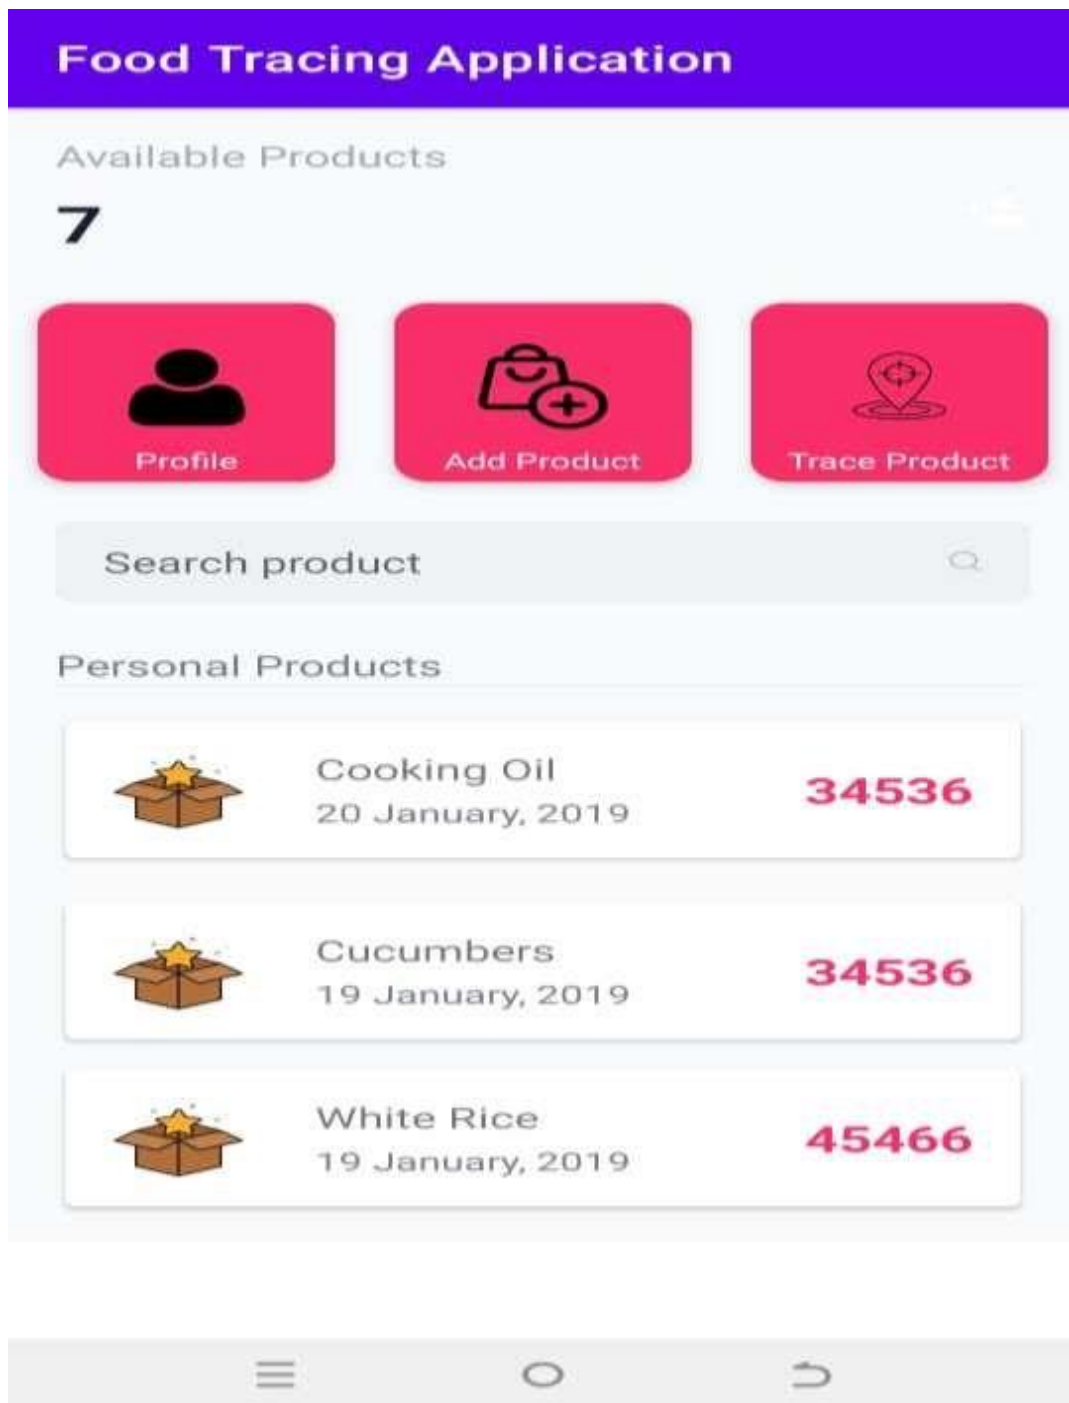 Food Tracing Application
Available Products
7
Profile
Add Product
Trace Product
Search product
Personal Products
Cooking Oil
20 January, 2019
34536
Cucumbers
19 January, 2019
34536
White Rice
19 January, 2019
45466